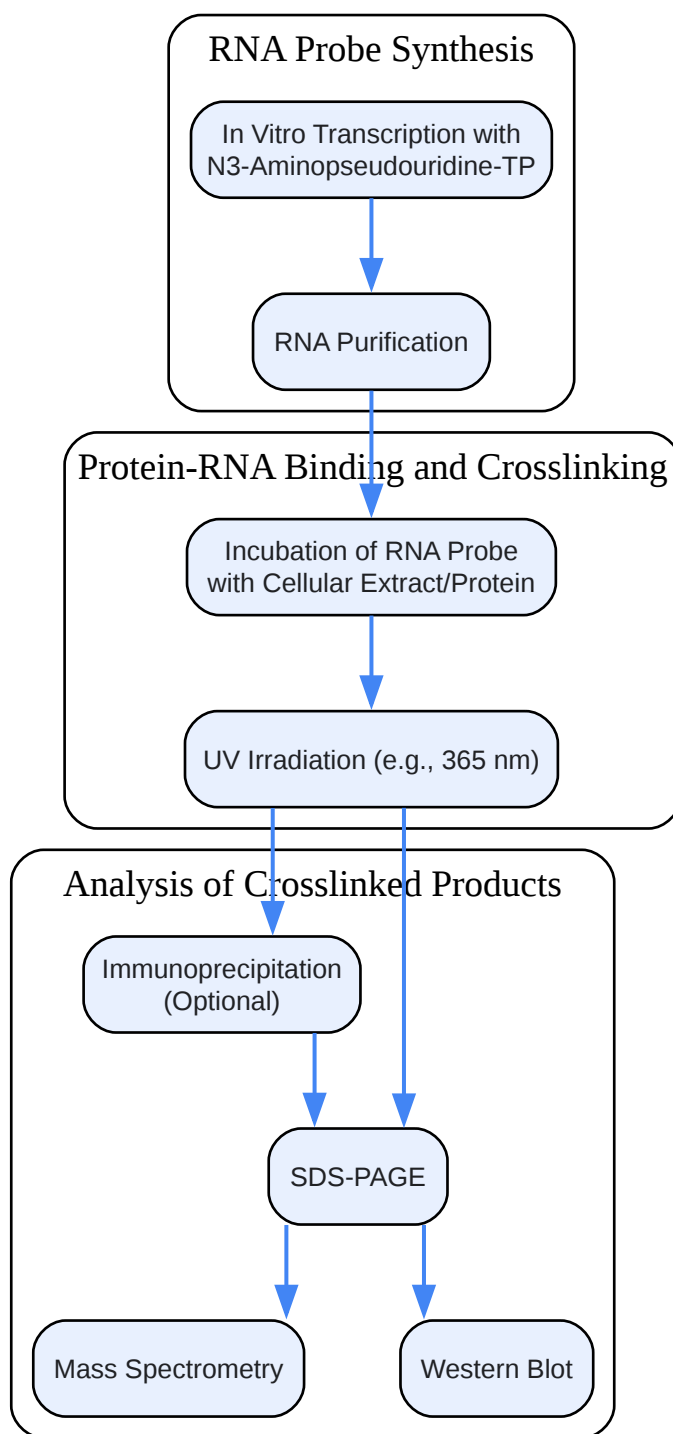 RNA Probe Synthesis
In Vitro Transcription with
N3-Aminopseudouridine-TP
RNA Purification
Protein-RNA Binding and Crosslinking
Incubation of RNA Probe
with Cellular Extract/Protein
UV Irradiation (e.g., 365 nm)
Analysis of Crosslinked Products
Immunoprecipitation
(Optional)
SDS-PAGE
Mass Spectrometry
Western Blot